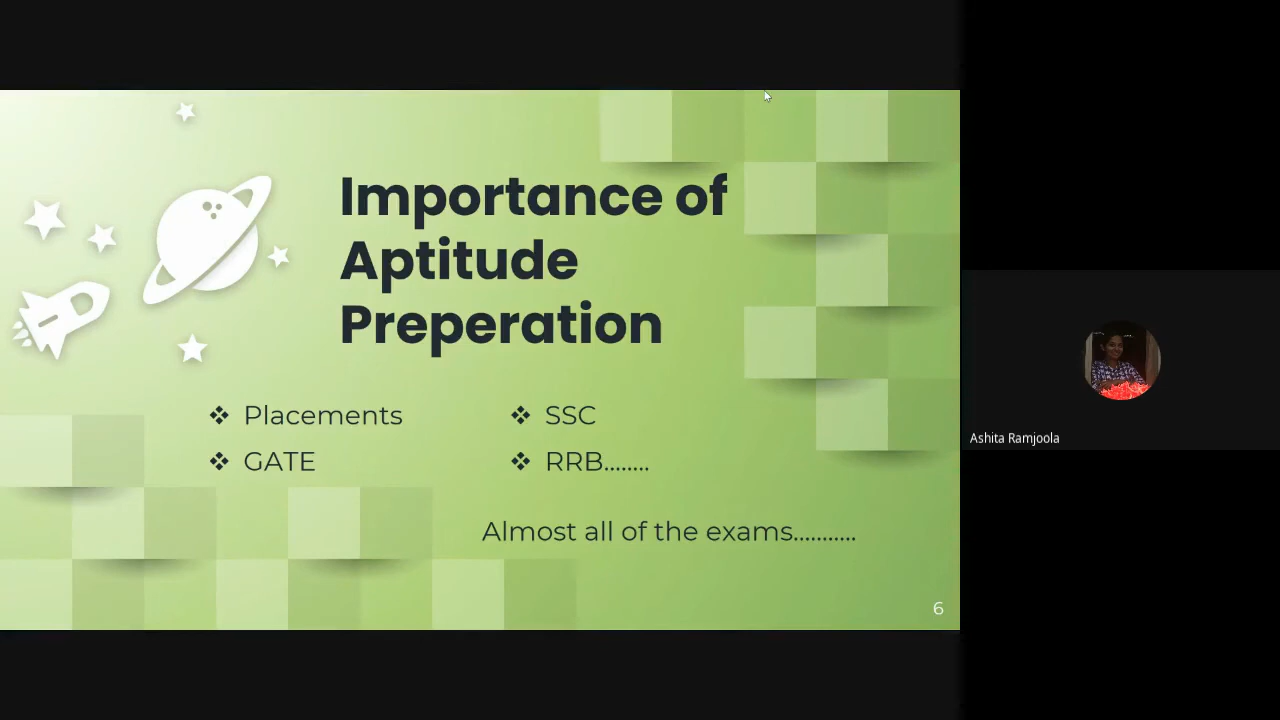 Importance of
Aptitude
Preperation
❖ Placements
❖ GATE
❖ SSC
❖ RRB........
Almost all of the exams...........
6
Ashita Ramjoola